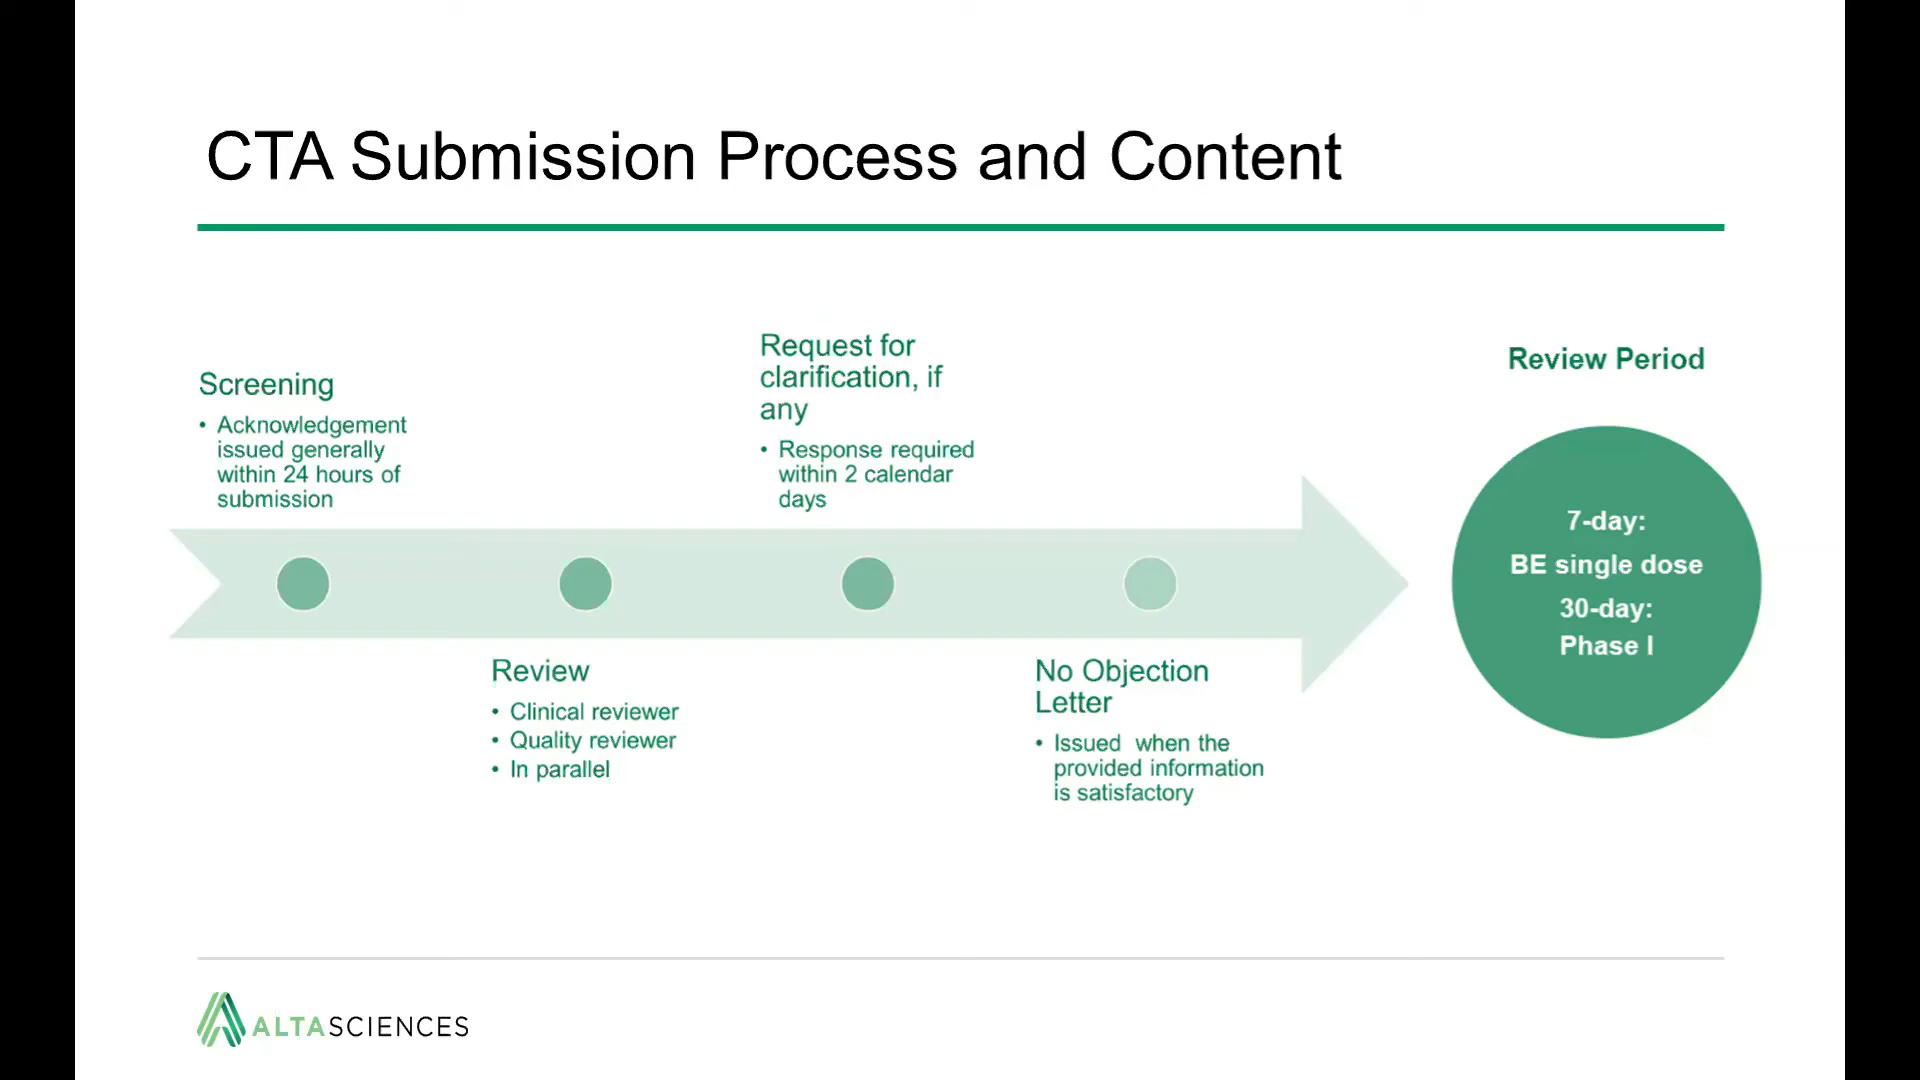 CTA Submission Process and Content
Screening
• Acknowledgement
issued generally
within 24 hours of
submission
Review
• Clinical reviewer
• Quality reviewer
• In parallel
Request for
clarification, if
any
• Response required
within 2 calendar
days
No Objection
Letter
• Issued when the
provided information
is satisfactory
Review Period
7-day:
BE single dose
30-day:
Phase I
ALTASCIENCES